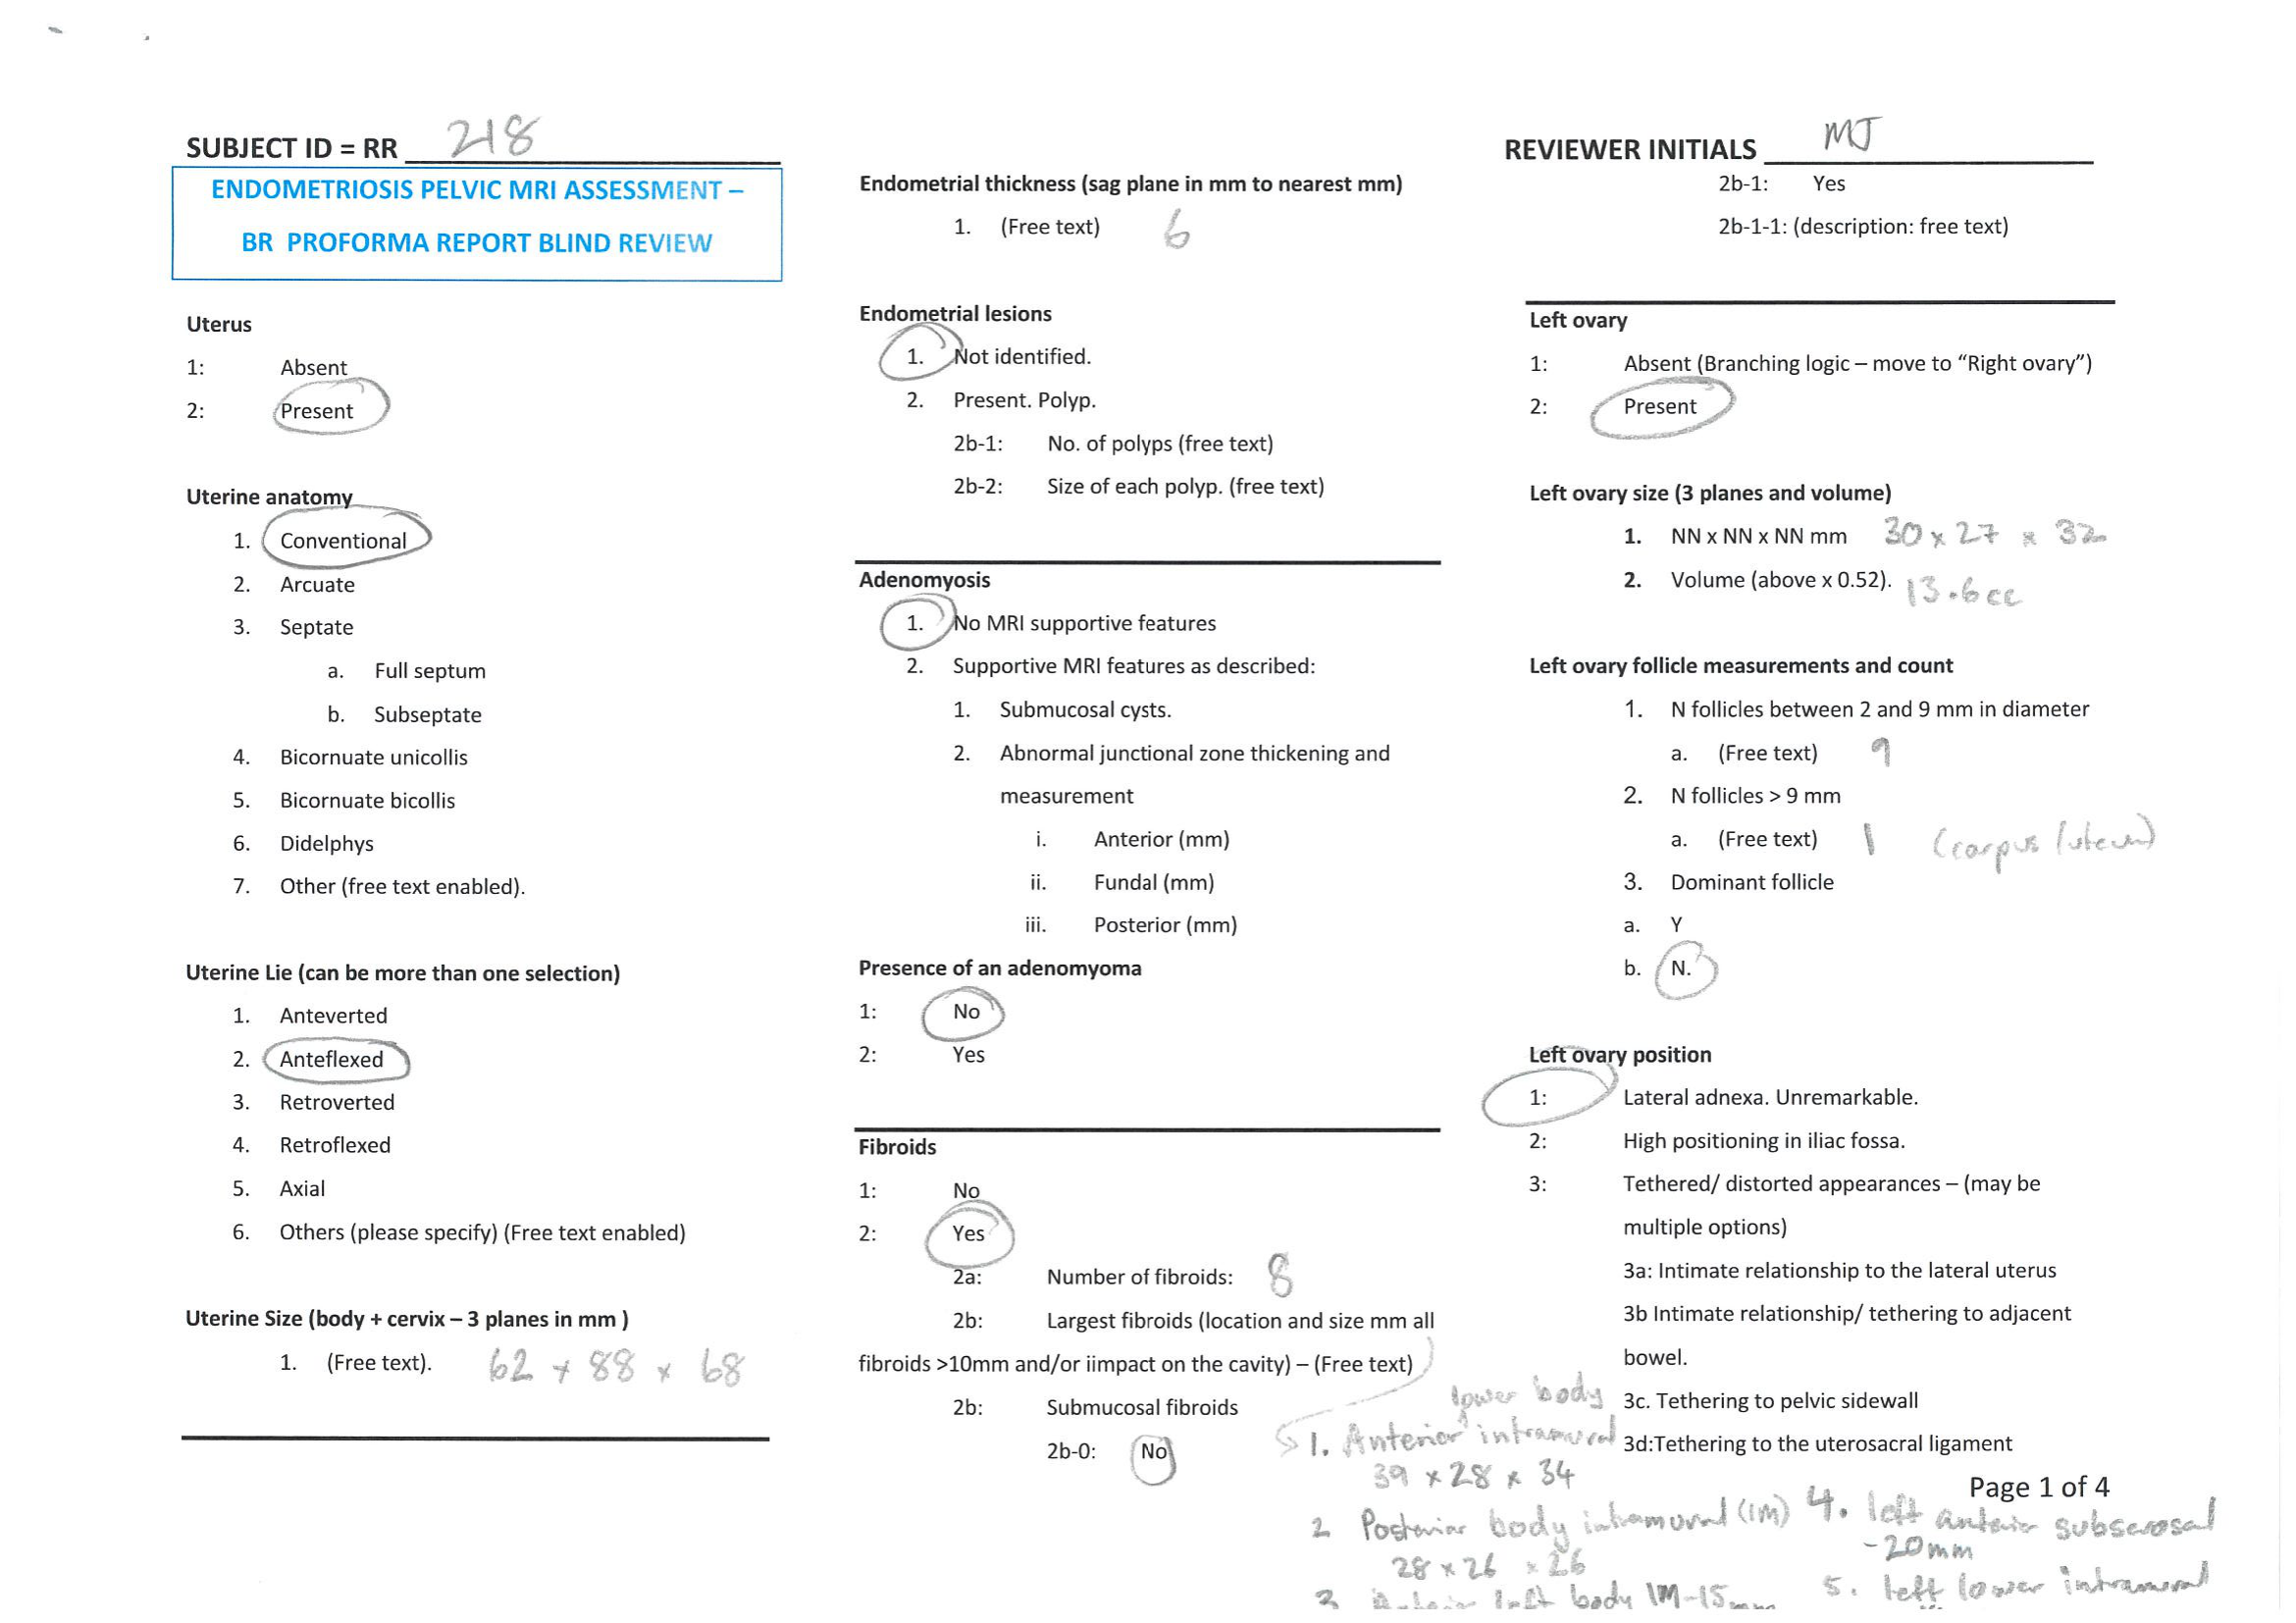 SUBJECT ID = RR 218
ENDOMETRIOSIS PELVIC MRI ASSESSMENT –
BR PROFORMA REPORT BLIND REVIEW
Uterus
1: Absent
2: Present
Uterine anatomy
1. Conventional
2. Arcuate
3. Septate
a. Full septum
b. Subseptate
4. Bicornuate unicollis
5. Bicornuate bicollis
6. Didelphys
7. Other (free text enabled).
Uterine Lie (can be more than one selection)
1. Anteverted
2. Anteflexed
3. Retroverted
4. Retroflexed
5. Axial
6. Others (please specify) (Free text enabled)
Uterine Size (body + cervix – 3 planes in mm )
1. (Free text). 62 x 88 x 68
Endometrial thickness (sag plane in mm to nearest mm)
1. (Free text) 6
Endometrial lesions
1. Not identified.
2. Present. Polyp.
2b-1: No. of polyps (free text)
2b-2: Size of each polyp. (free text)
Adenomyosis
1. No MRI supportive features
2. Supportive MRI features as described:
1. Submucosal cysts.
2. Abnormal junctional zone thickening and
measurement
i. Anterior (mm)
ii. Fundal (mm)
iii. Posterior (mm)
Presence of an adenomyoma
1: No
2: Yes
Fibroids
1: No
2: Yes
2a: Number of fibroids: 8
2b: Largest fibroids (location and size mm all
fibroids >10mm and/or iimpact on the cavity) – (Free text)
2b: Submucosal fibroids
2b-0: No
lower body
1. Anterior intramural
39 x 28 x 34
2 Posterior body intramural (IM)
28 x 26 x 26
3 Anterior left body IM-15mm
4. left anterior subserosal
-20mm
5. left lower intramural
REVIEWER INITIALS MJ
2b-1: Yes
2b-1-1: (description: free text)
Left ovary
1: Absent (Branching logic – move to “Right ovary”)
2: Present
Left ovary size (3 planes and volume)
1. NN x NN x NN mm 30 x 27 x 32
2. Volume (above x 0.52). 13.6cc
Left ovary follicle measurements and count
1. N follicles between 2 and 9 mm in diameter
a. (Free text) 9
2. N follicles > 9 mm
a. (Free text) 1 (corpus luteum)
3. Dominant follicle
a. Y
b. N.
Left ovary position
1: Lateral adnexa. Unremarkable.
2: High positioning in iliac fossa.
3: Tethered/ distorted appearances – (may be
multiple options)
3a: Intimate relationship to the lateral uterus
3b Intimate relationship/ tethering to adjacent
bowel.
3c. Tethering to pelvic sidewall
3d:Tethering to the uterosacral ligament
Page 1 of 4